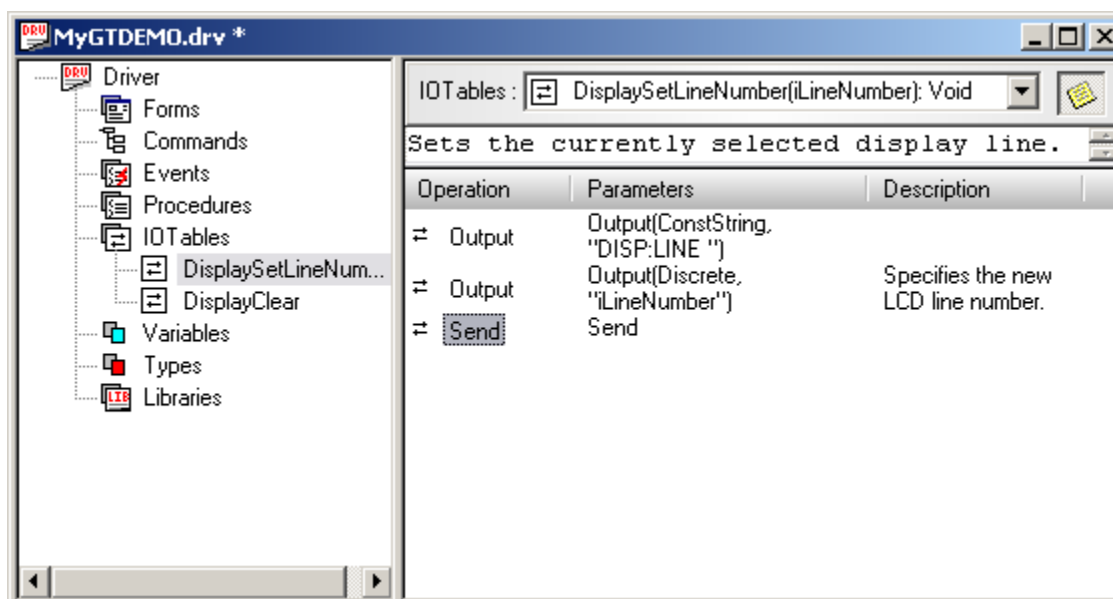 MyGTDEMO.drv *
DRV
Driver
Forms
Commands
Events
Procedures
IOTables
DisplaySetLineNum...
DisplayClear
Variables
Types
LIB
Libraries
IOTables : DisplaySetLineNumber(iLineNumber): Void
Sets the currently selected display line.
Operation Parameters Description
Output Output(ConstString,
"DISP:LINE ")
Output Output(Discrete,
"iLineNumber") Specifies the new
LCD line number.
Send Send